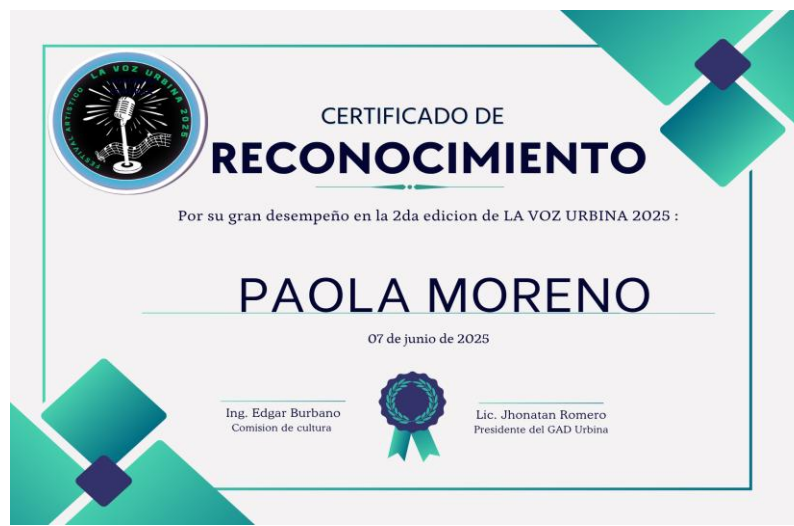 LA VOZ URBINA 2025
FESTIVAL ARTÍSTICO
CERTIFICADO DE
RECONOCIMIENTO
Por su gran desempeño en la 2da edicion de LA VOZ URBINA 2025 :
PAOLA MORENO
07 de junio de 2025
Ing. Edgar Burbano
Comision de cultura
Lic. Jhonatan Romero
Presidente del GAD Urbina